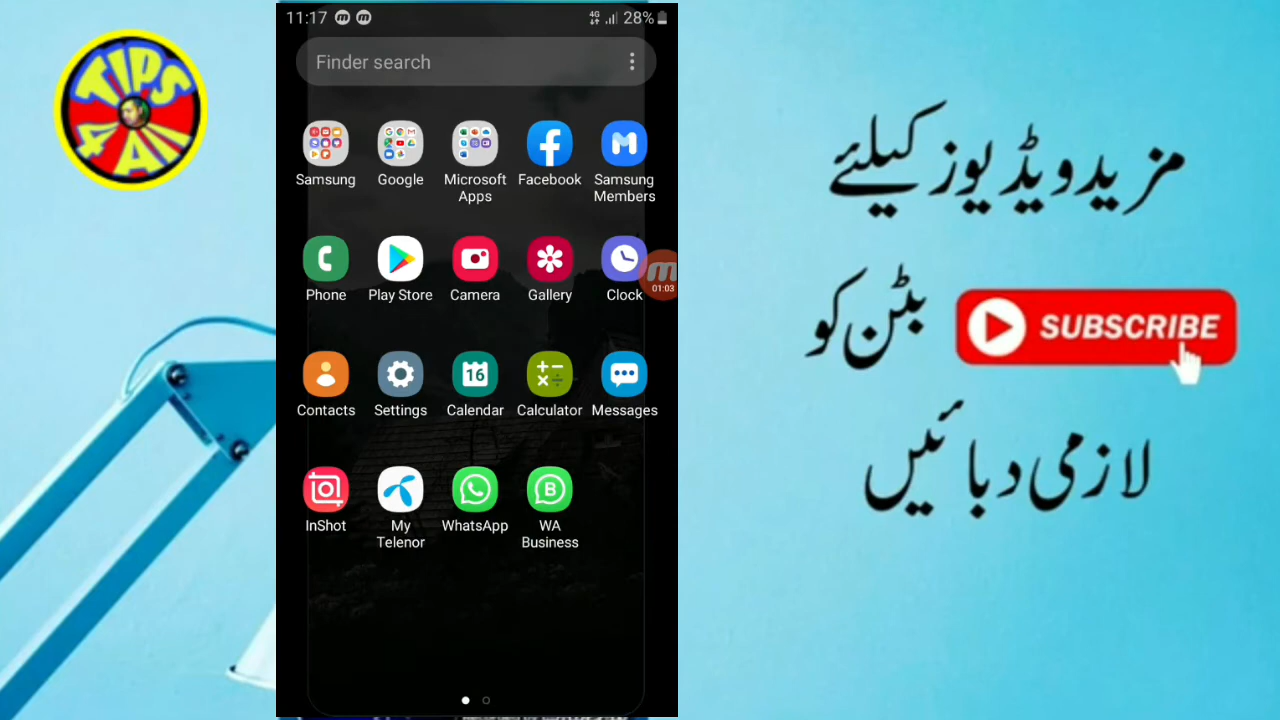 TIPS
4 All
11:17 4G 28%
Finder search
Samsung Google Microsoft Apps Facebook Samsung Members
Phone Play Store Camera Gallery Clock
01:03
Contacts Settings Calendar Calculator Messages
16
InShot My Telenor WhatsApp WA Business
مزید ویڈیوز کیلئے
SUBSCRIBE بٹن کو
لازمی دبائیں